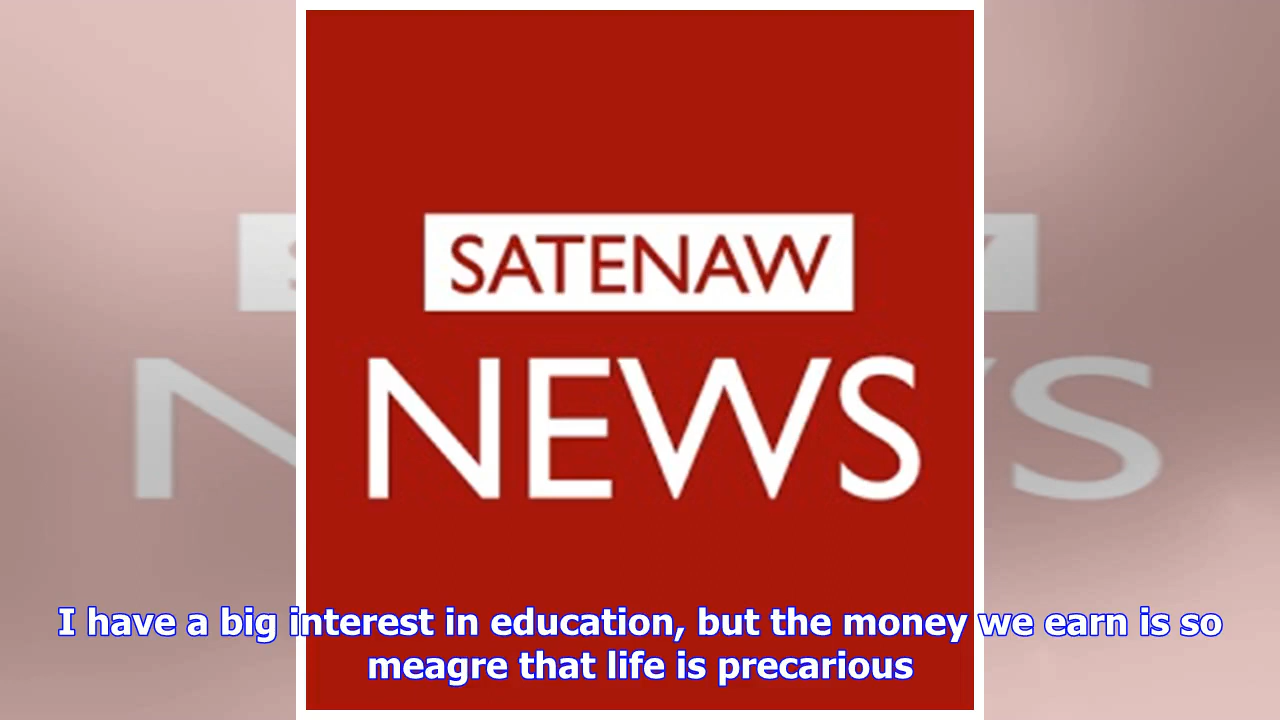 SATENAW
NEWS
I have a big interest in education, but the money we earn is so
meagre that life is precarious